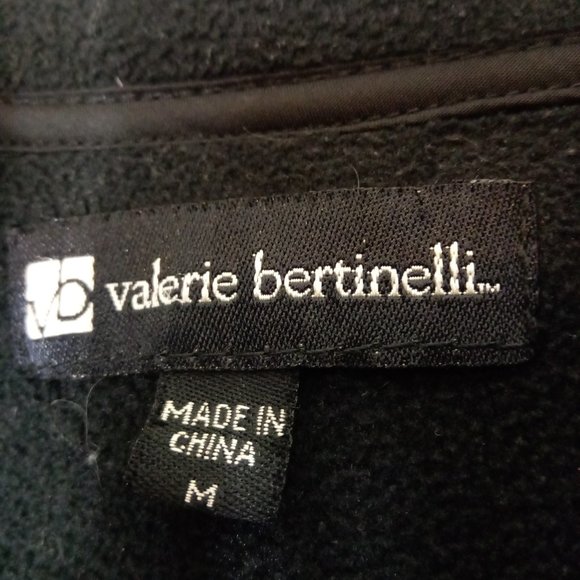 vb valerie bertinelli™
MADE IN
CHINA
M